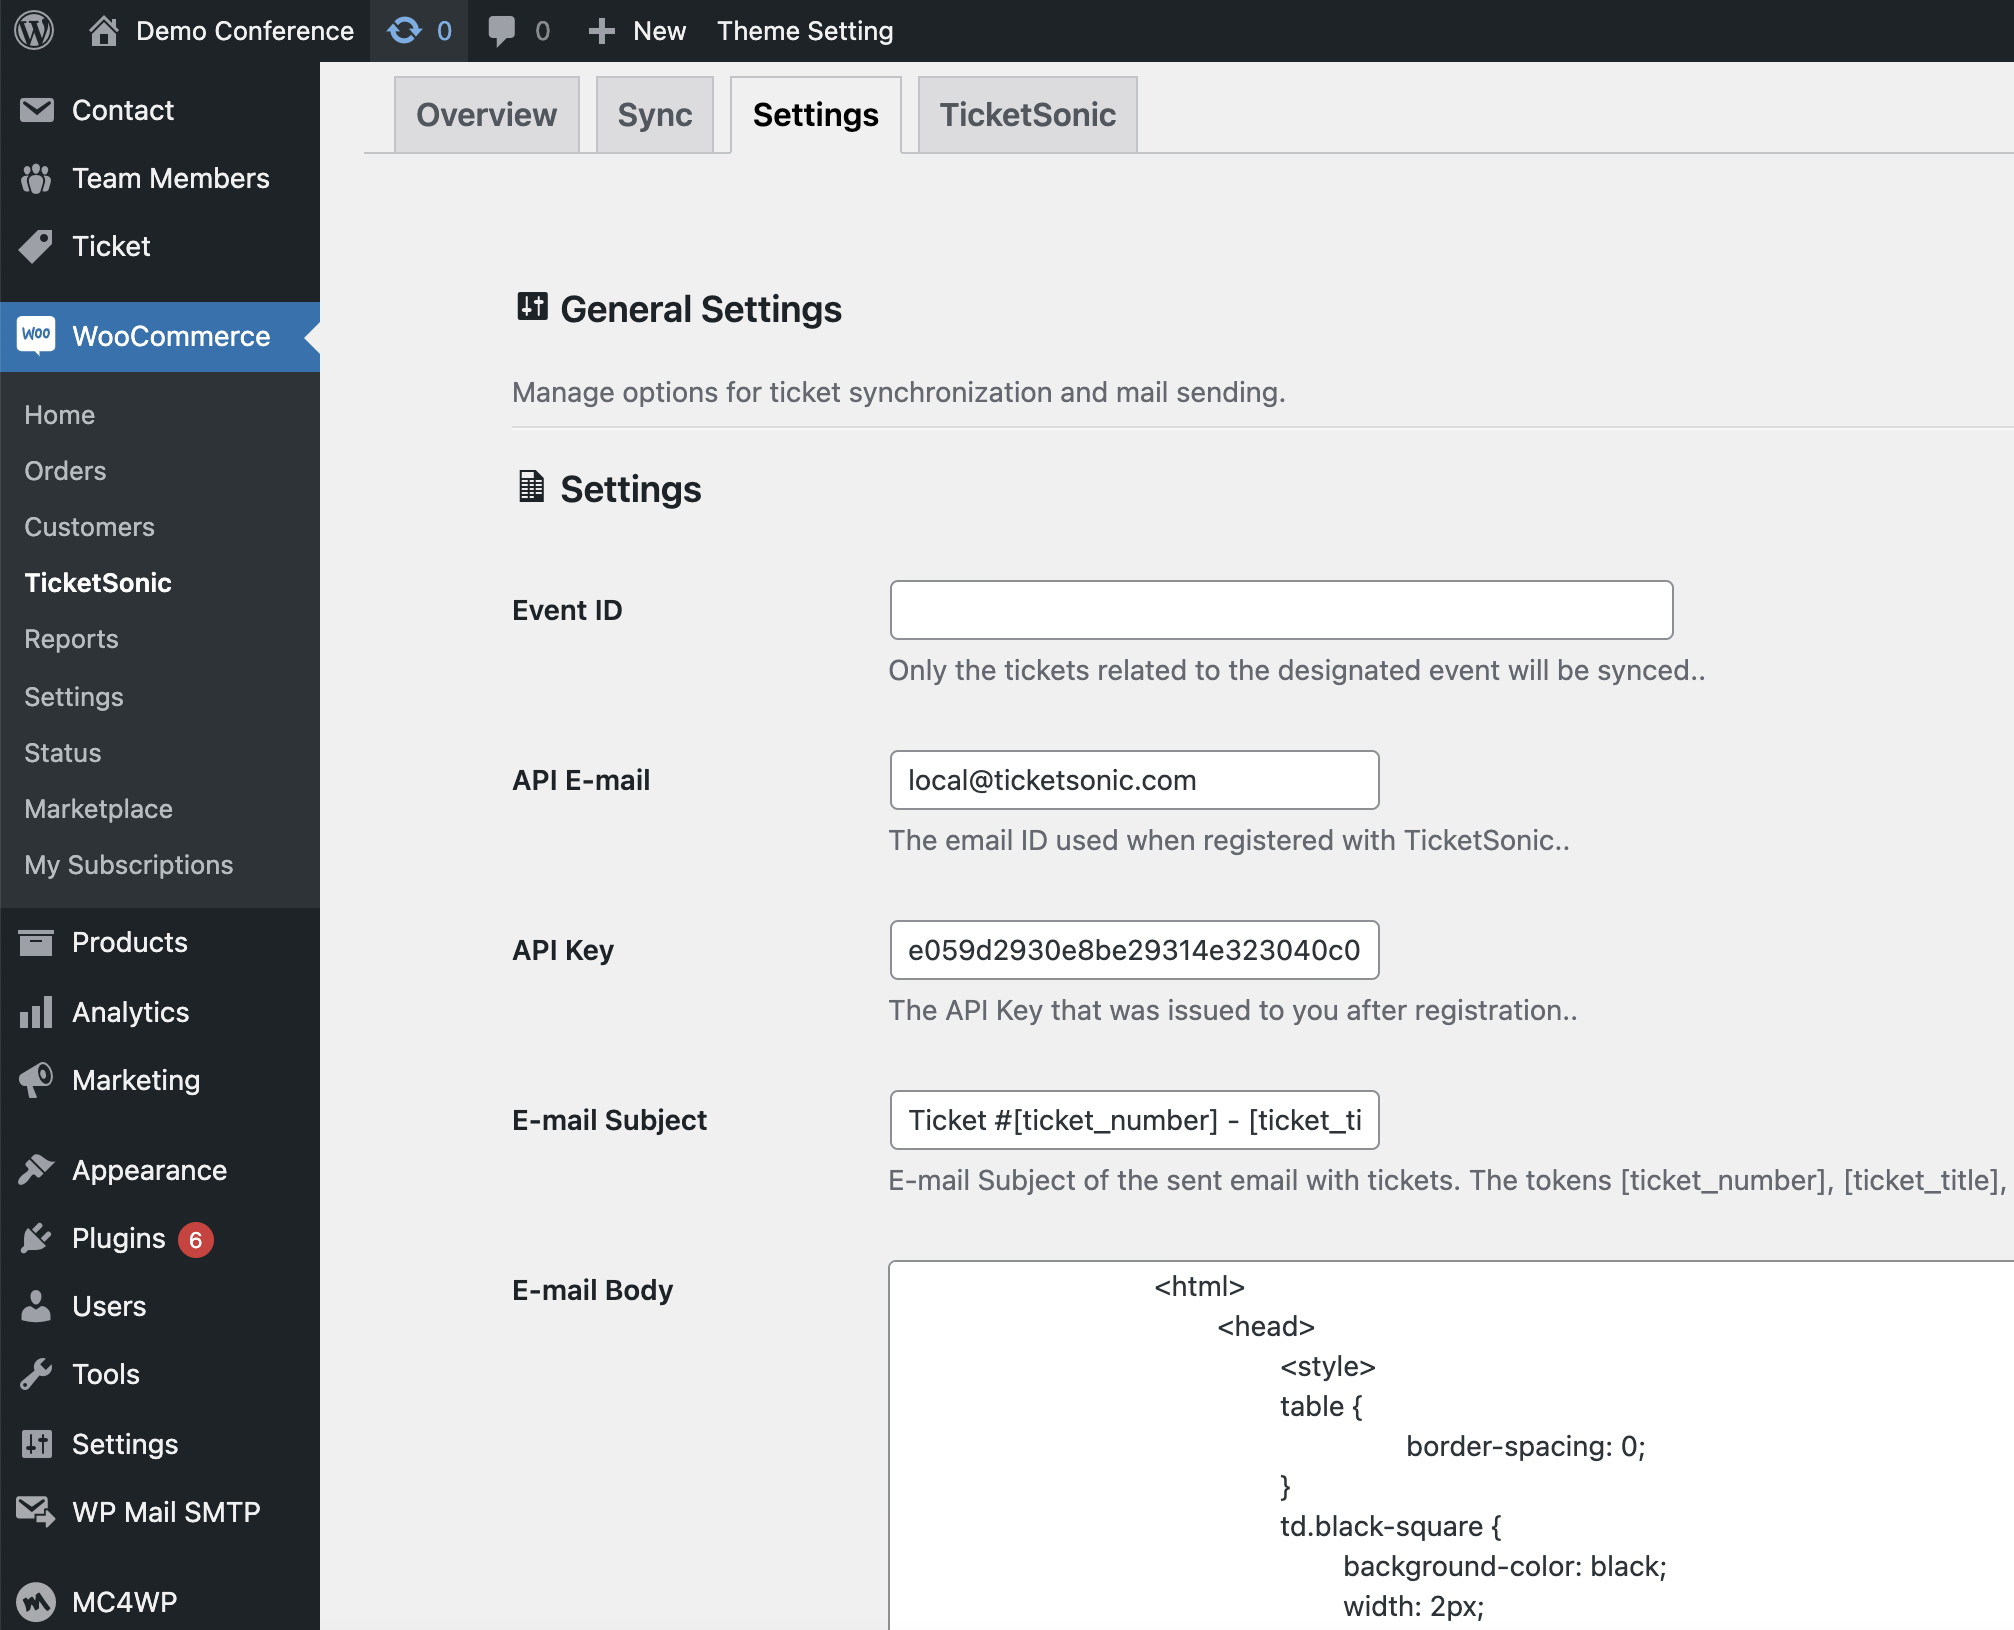 Demo Conference 0 0 New Theme Setting
Contact
Team Members
Ticket
WOO WooCommerce
Home
Orders
Customers
TicketSonic
Reports
Settings
Status
Marketplace
My Subscriptions
Products
Analytics
Marketing
Appearance
Plugins 6
Users
Tools
Settings
WP Mail SMTP
MC4WP
Overview Sync Settings TicketSonic
General Settings
Manage options for ticket synchronization and mail sending.
Settings
Event ID
Only the tickets related to the designated event will be synced..
API E-mail local@ticketsonic.com
The email ID used when registered with TicketSonic..
API Key e059d2930e8be29314e323040c0
The API Key that was issued to you after registration..
E-mail Subject Ticket #[ticket_number] - [ticket_ti
E-mail Subject of the sent email with tickets. The tokens [ticket_number], [ticket_title],
E-mail Body <html>
<head>
<style>
table {
border-spacing: 0;
}
td.black-square {
background-color: black;
width: 2px;